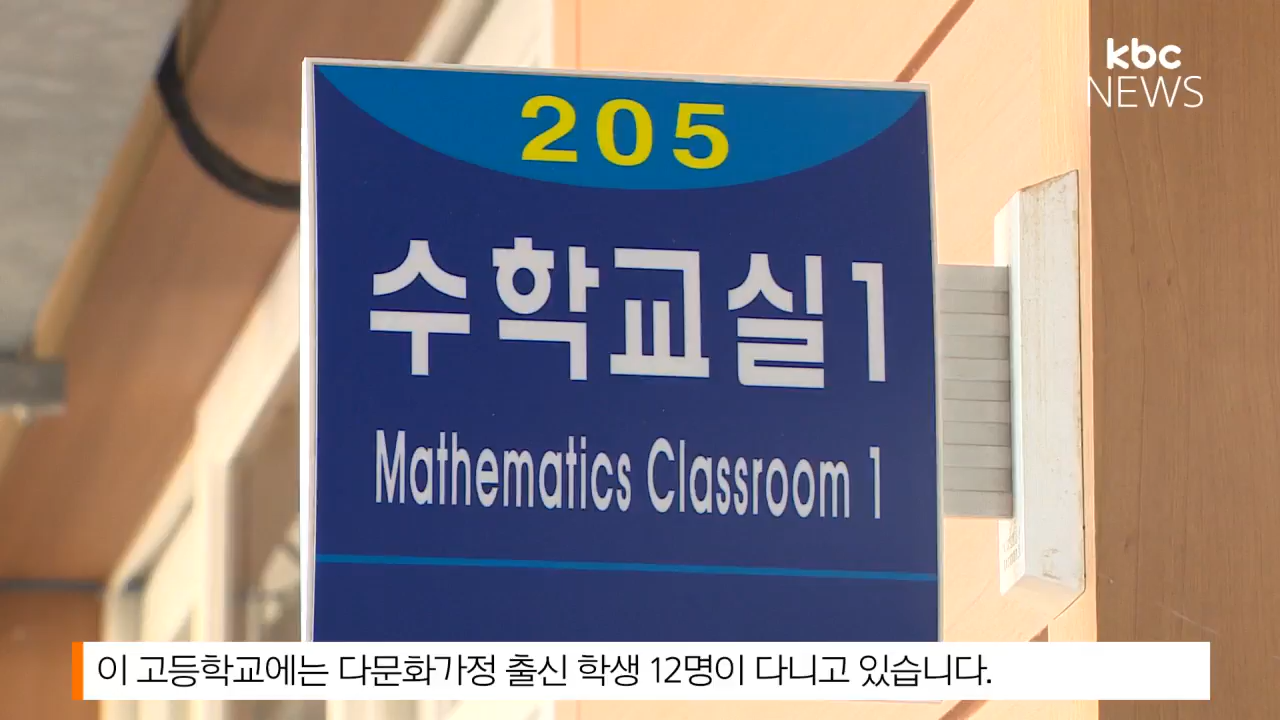 kbc
NEWS
205
수학교실1
Mathematics Classroom 1
이 고등학교에는 다문화가정 출신 학생 12명이 다니고 있습니다.